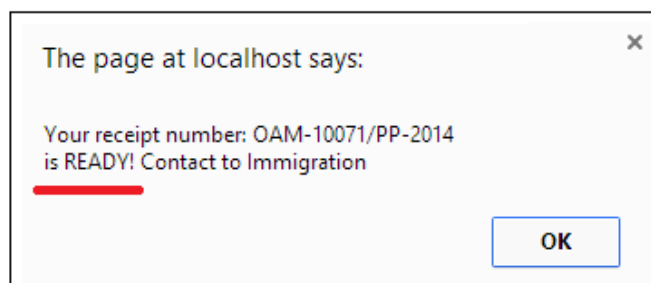 The page at localhost says:
Your receipt number: OAM-10071/PP-2014
is READY! Contact to Immigration
OK